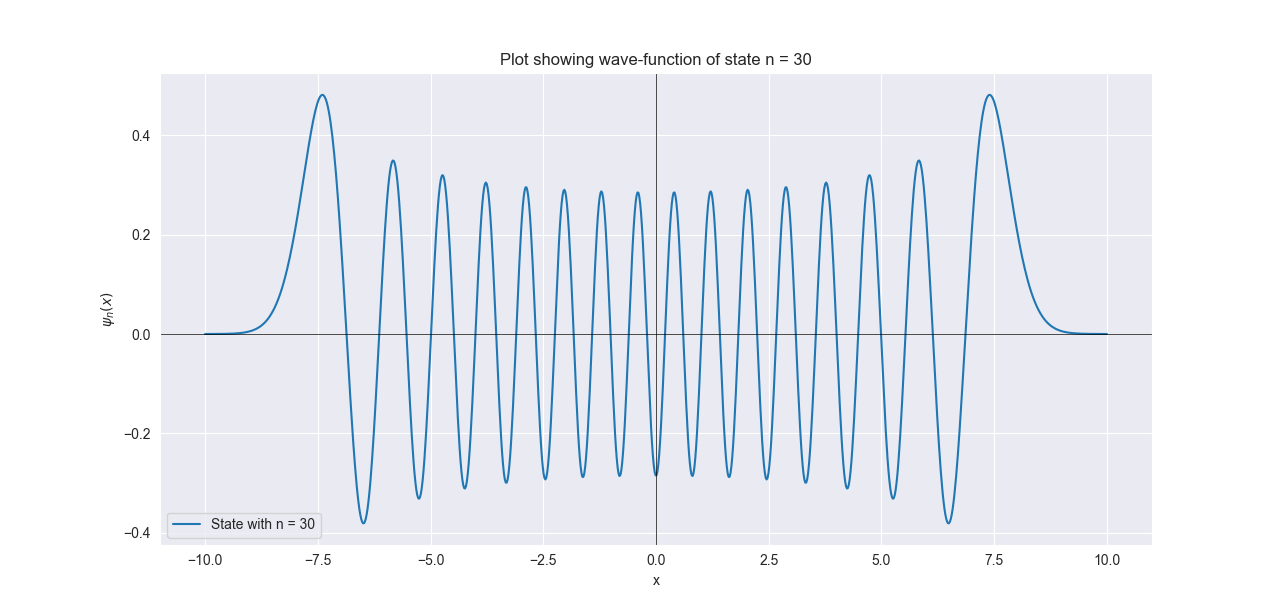 Plot showing wave-function of state n = 30
ψn(x)
0.4
0.2
0.0
−0.2
−0.4
State with n = 30
−10.0 −7.5 −5.0 −2.5 0.0 2.5 5.0 7.5 10.0
x